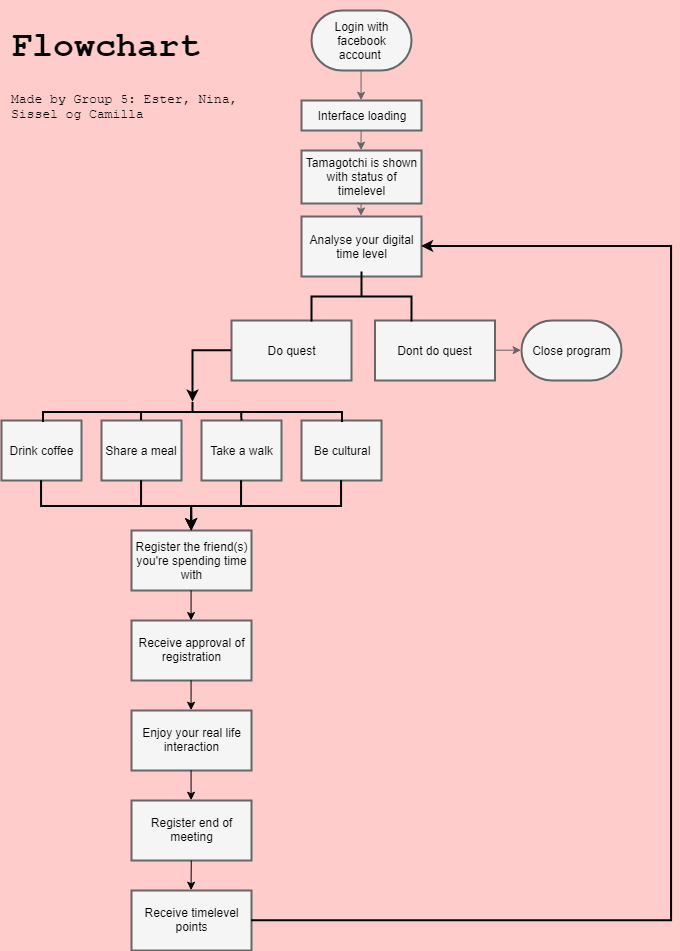 Flowchart
Made by Group 5: Ester, Nina,
Sissel og Camilla
Login with
facebook
account
Interface loading
Tamagotchi is shown
with status of
timelevel
Analyse your digital
time level
Do quest
Dont do quest
Close program
Drink coffee
Share a meal
Take a walk
Be cultural
Register the friend(s)
you're spending time
with
Receive approval of
registration
Enjoy your real life
interaction
Register end of
meeting
Receive timelevel
points